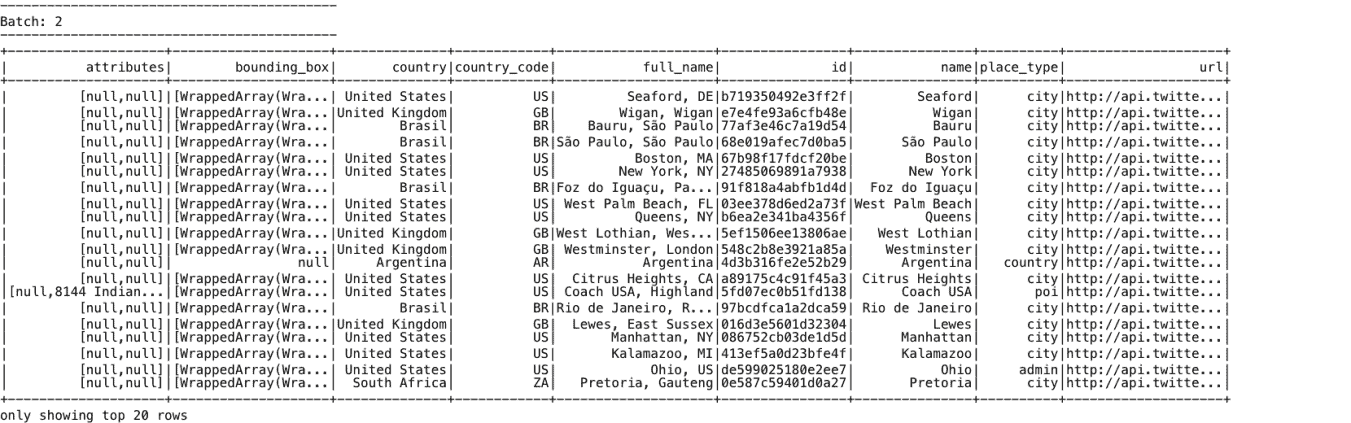 -------------------------------------------
Batch: 2
-------------------------------------------
+--------------------+--------------------+--------------+------------+--------------------+----------------+---------------+----------+--------------------+
|          attributes|        bounding_box|       country|country_code|           full_name|              id|           name|place_type|                 url|
+--------------------+--------------------+--------------+------------+--------------------+----------------+---------------+----------+--------------------+
|         [null,null]|[WrappedArray(Wra...| United States|          US|         Seaford, DE|b719350492e3ff2f|        Seaford|      city|http://api.twitte...|
|         [null,null]|[WrappedArray(Wra...|United Kingdom|          GB|        Wigan, Wigan|e7e4fe93a6cfb48e|          Wigan|      city|http://api.twitte...|
|         [null,null]|[WrappedArray(Wra...|        Brasil|          BR|    Bauru, São Paulo|77af3e46c7a19d54|          Bauru|      city|http://api.twitte...|
|         [null,null]|[WrappedArray(Wra...|        Brasil|          BR|São Paulo, São Paulo|68e019afec7d0ba5|      São Paulo|      city|http://api.twitte...|
|         [null,null]|[WrappedArray(Wra...| United States|          US|          Boston, MA|67b98f17fdcf20be|         Boston|      city|http://api.twitte...|
|         [null,null]|[WrappedArray(Wra...| United States|          US|        New York, NY|27485069891a7938|       New York|      city|http://api.twitte...|
|         [null,null]|[WrappedArray(Wra...|        Brasil|          BR|Foz do Iguaçu, Pa...|91f818a4abfb1d4d|  Foz do Iguaçu|      city|http://api.twitte...|
|         [null,null]|[WrappedArray(Wra...| United States|          US| West Palm Beach, FL|03ee378d6ed2a73f|West Palm Beach|      city|http://api.twitte...|
|         [null,null]|[WrappedArray(Wra...| United States|          US|          Queens, NY|b6ea2e341ba4356f|         Queens|      city|http://api.twitte...|
|         [null,null]|[WrappedArray(Wra...|United Kingdom|          GB|West Lothian, Wes...|5ef1506ee13806ae|   West Lothian|      city|http://api.twitte...|
|         [null,null]|[WrappedArray(Wra...|United Kingdom|          GB| Westminster, London|548c2b8e3921a85a|    Westminster|      city|http://api.twitte...|
|         [null,null]|                null|     Argentina|          AR|           Argentina|4d3b316fe2e52b29|      Argentina|   country|http://api.twitte...|
|         [null,null]|[WrappedArray(Wra...| United States|          US|  Citrus Heights, CA|a89175c4c91f45a3| Citrus Heights|      city|http://api.twitte...|
|[null,8144 Indian...|[WrappedArray(Wra...| United States|          US| Coach USA, Highland|5fd07ec0b51fd138|      Coach USA|       poi|http://api.twitte...|
|         [null,null]|[WrappedArray(Wra...|        Brasil|          BR|Rio de Janeiro, R...|97bcdfca1a2dca59| Rio de Janeiro|      city|http://api.twitte...|
|         [null,null]|[WrappedArray(Wra...|United Kingdom|          GB|  Lewes, East Sussex|016d3e5601d32304|          Lewes|      city|http://api.twitte...|
|         [null,null]|[WrappedArray(Wra...| United States|          US|       Manhattan, NY|086752cb03de1d5d|      Manhattan|      city|http://api.twitte...|
|         [null,null]|[WrappedArray(Wra...| United States|          US|       Kalamazoo, MI|413ef5a0d23bfe4f|      Kalamazoo|      city|http://api.twitte...|
|         [null,null]|[WrappedArray(Wra...| United States|          US|            Ohio, US|de599025180e2ee7|           Ohio|     admin|http://api.twitte...|
|         [null,null]|[WrappedArray(Wra...|  South Africa|          ZA|   Pretoria, Gauteng|0e587c59401d0a27|       Pretoria|      city|http://api.twitte...|
+--------------------+--------------------+--------------+------------+--------------------+----------------+---------------+----------+--------------------+
only showing top 20 rows